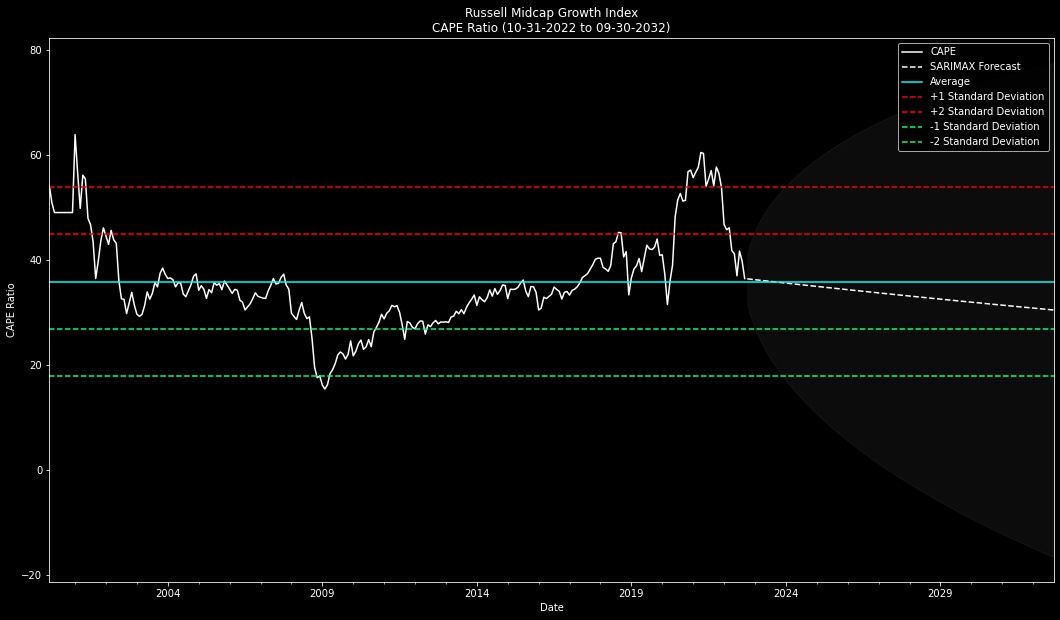 Russell Midcap Growth Index
CAPE Ratio (10-31-2022 to 09-30-2032)
80
60
40
20
0
−20
CAPE Ratio
CAPE
SARIMAX Forecast
Average
+1 Standard Deviation
+2 Standard Deviation
-1 Standard Deviation
-2 Standard Deviation
2004
2009
2014
2019
2024
2029
Date